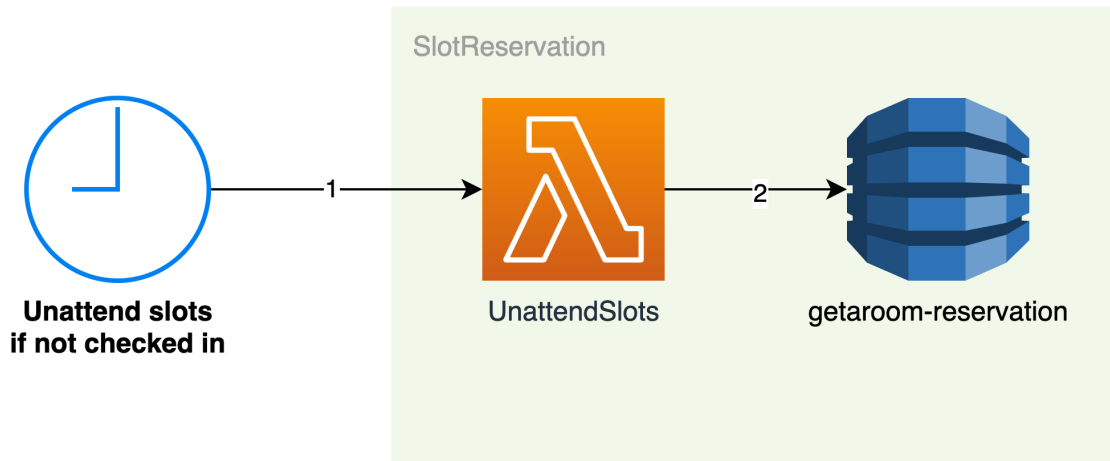 SlotReservation
1
2
Unattend slots
if not checked in
UnattendSlots
getaroom-reservation